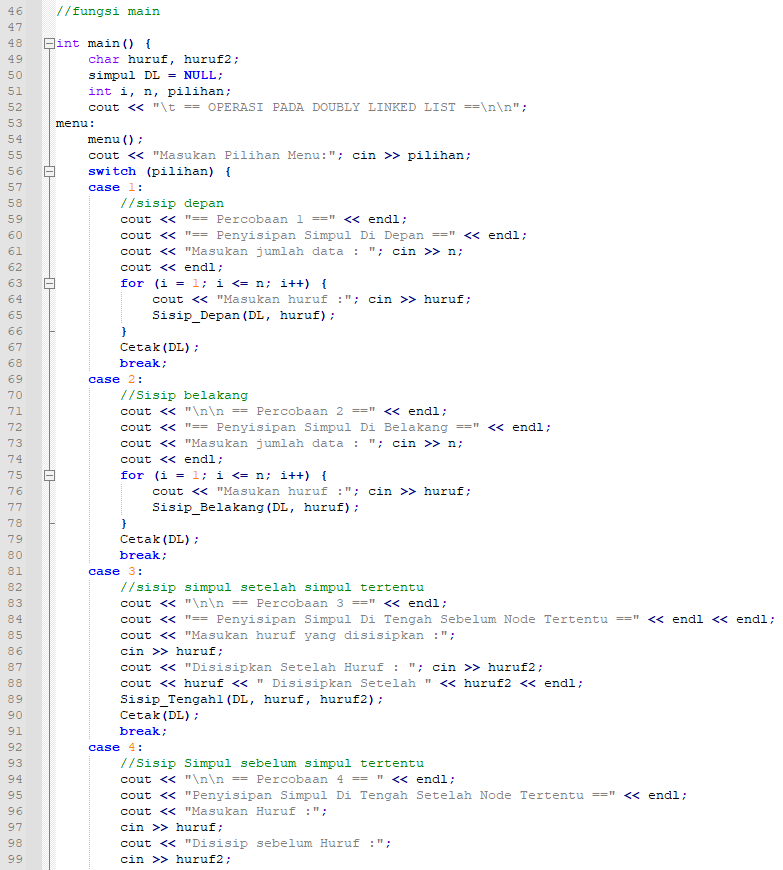 46 //fungsi main
47
48 int main() {
49 char huruf, huruf2;
50 simpul DL = NULL;
51 int i, n, pilihan;
52 cout << "\t == OPERASI PADA DOUBLY LINKED LIST ==\n\n";
53 menu:
54 menu();
55 cout << "Masukan Pilihan Menu:"; cin >> pilihan;
56 switch (pilihan) {
57 case 1:
58 //sisip depan
59 cout << "== Percobaan 1 ==" << endl;
60 cout << "== Penyisipan Simpul Di Depan ==" << endl;
61 cout << "Masukan jumlah data : "; cin >> n;
62 cout << endl;
63 for (i = 1; i <= n; i++) {
64 cout << "Masukan huruf :"; cin >> huruf;
65 Sisip_Depan(DL, huruf);
66 }
67 Cetak(DL);
68 break;
69 case 2:
70 //Sisip belakang
71 cout << "\n\n == Percobaan 2 ==" << endl;
72 cout << "== Penyisipan Simpul Di Belakang ==" << endl;
73 cout << "Masukan jumlah data : "; cin >> n;
74 cout << endl;
75 for (i = 1; i <= n; i++) {
76 cout << "Masukan huruf :"; cin >> huruf;
77 Sisip_Belakang(DL, huruf);
78 }
79 Cetak(DL);
80 break;
81 case 3:
82 //sisip simpul setelah simpul tertentu
83 cout << "\n\n == Percobaan 3 ==" << endl;
84 cout << "== Penyisipan Simpul Di Tengah Sebelum Node Tertentu ==" << endl << endl;
85 cout << "Masukan huruf yang disisipkan :";
86 cin >> huruf;
87 cout << "Disisipkan Setelah Huruf : "; cin >> huruf2;
88 cout << huruf << " Disisipkan Setelah " << huruf2 << endl;
89 Sisip_Tengah1(DL, huruf, huruf2);
90 Cetak(DL);
91 break;
92 case 4:
93 //Sisip Simpul sebelum simpul tertentu
94 cout << "\n\n == Percobaan 4 == " << endl;
95 cout << "Penyisipan Simpul Di Tengah Setelah Node Tertentu ==" << endl;
96 cout << "Masukan Huruf :";
97 cin >> huruf;
98 cout << "Disisip sebelum Huruf :";
99 cin >> huruf2;